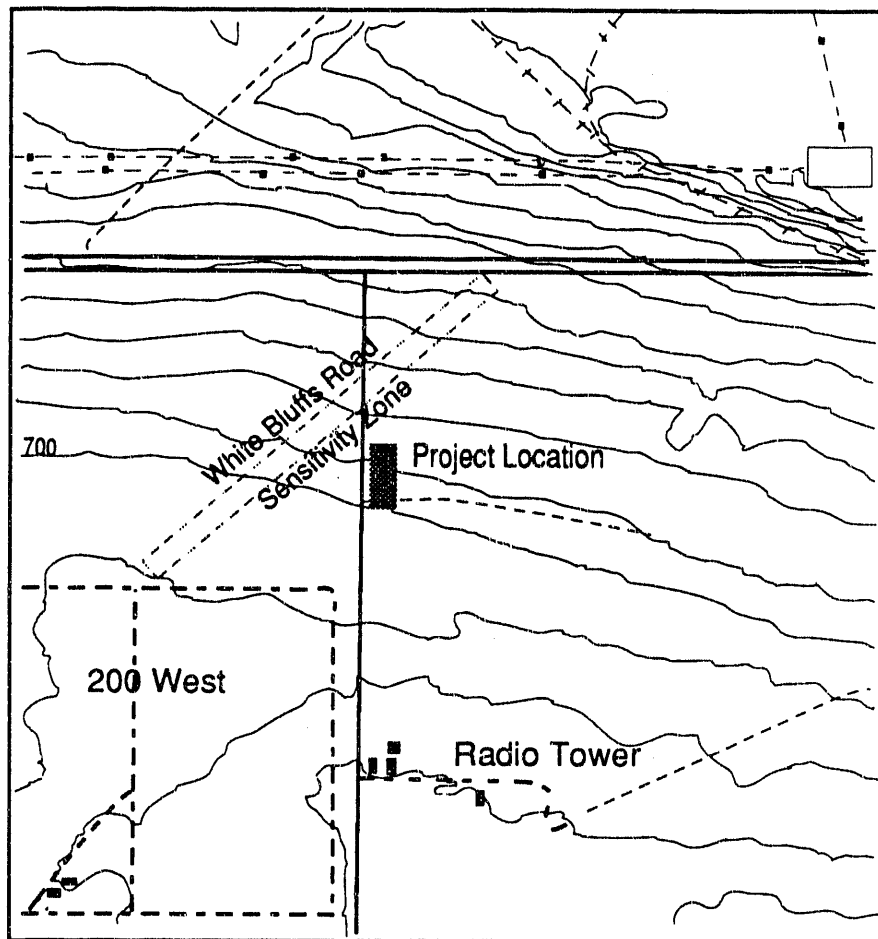 White Bluffs Road
Sensitivity Zone
700
Project Location
200 West
Radio Tower